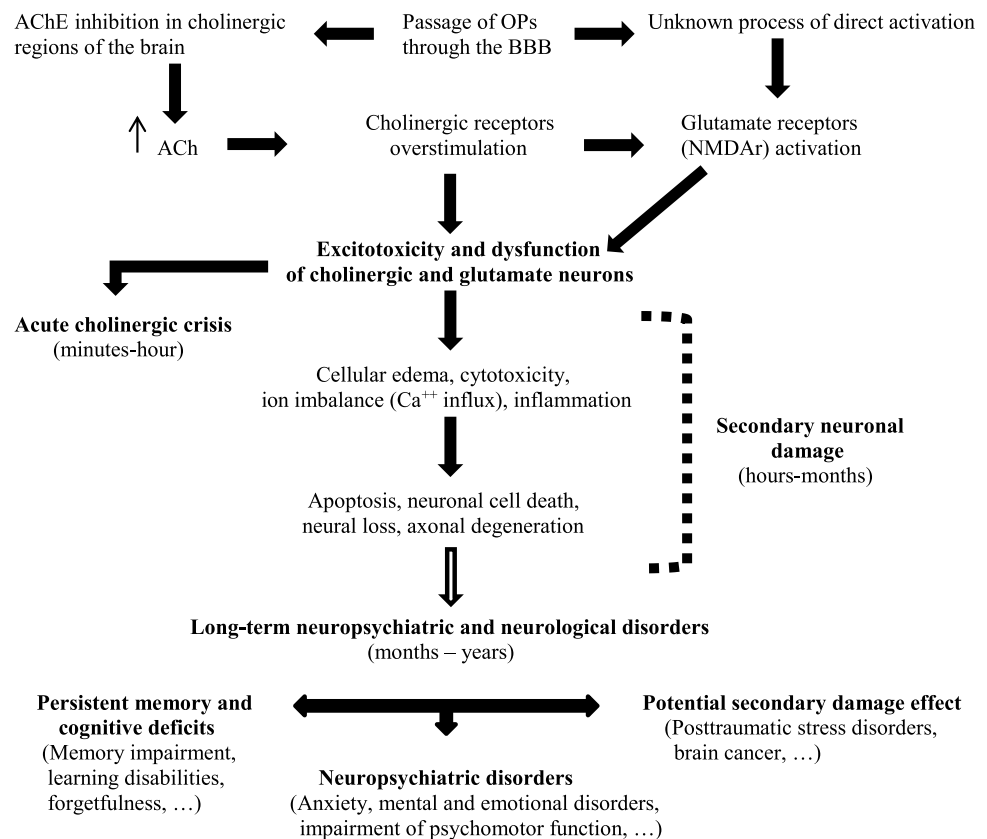 AChE inhibition in cholinergic
regions of the brain
Passage of OPs
through the BBB
Unknown process of direct activation
ACh
Cholinergic receptors
overstimulation
Glutamate receptors
(NMDAr) activation
Excitotoxicity and dysfunction
of cholinergic and glutamate neurons
Acute cholinergic crisis
(minutes-hour)
Cellular edema, cytotoxicity,
ion imbalance (Ca⁺⁺ influx), inflammation
Secondary neuronal
damage
(hours-months)
Apoptosis, neuronal cell death,
neural loss, axonal degeneration
Long-term neuropsychiatric and neurological disorders
(months – years)
Persistent memory and
cognitive deficits
(Memory impairment,
learning disabilities,
forgetfulness, …)
Neuropsychiatric disorders
(Anxiety, mental and emotional disorders,
impairment of psychomotor function, …)
Potential secondary damage effect
(Posttraumatic stress disorders,
brain cancer, …)